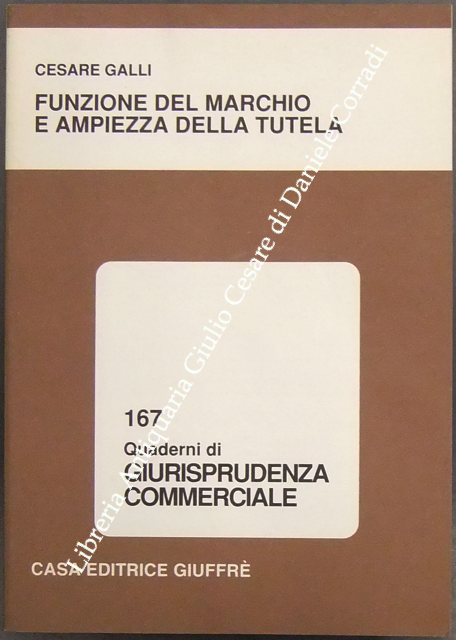 CESARE GALLI
FUNZIONE DEL MARCHIO
E AMPIEZZA DELLA TUTELA
167
Quaderni di
GIURISPRUDENZA
COMMERCIALE
CASA EDITRICE GIUFFRÈ
Libreria Antiquaria Giulio Cesare di Daniele Corradi